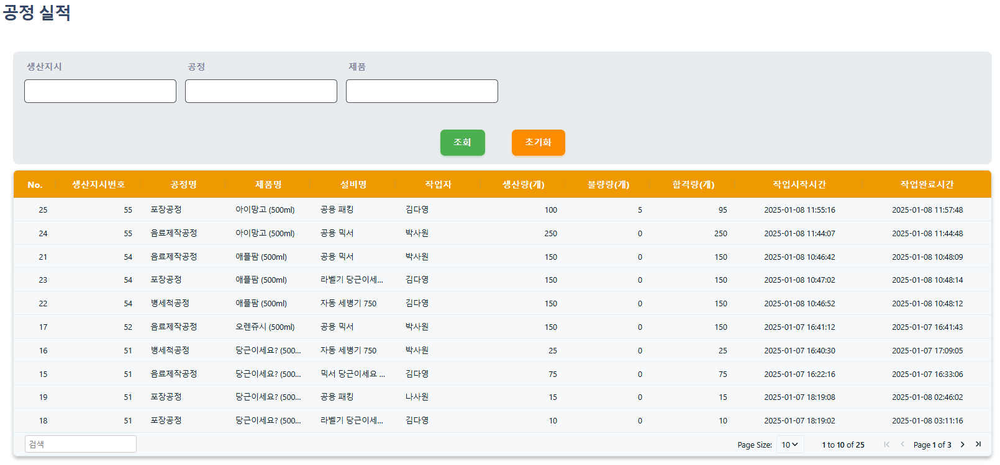 공정 실적
생산지시 공정 제품
조회 초기화
No. 생산지시번호 공정명 제품명 설비명 작업자 생산량(개) 불량량(개) 합격량(개) 작업시작시간 작업완료시간
25 55 포장공정 아이망고 (500ml) 공용 패킹 김다영 100 5 95 2025-01-08 11:55:16 2025-01-08 11:57:48
24 55 음료제작공정 아이망고 (500ml) 공용 믹서 박사원 250 0 250 2025-01-08 11:44:07 2025-01-08 11:44:48
21 54 음료제작공정 애플팜 (500ml) 공용 믹서 박사원 150 0 150 2025-01-08 10:46:42 2025-01-08 10:48:09
23 54 포장공정 애플팜 (500ml) 라벨기 당근이세... 김다영 150 0 150 2025-01-08 10:47:02 2025-01-08 10:48:14
22 54 병세척공정 애플팜 (500ml) 자동 세병기 750 김다영 150 0 150 2025-01-08 10:46:52 2025-01-08 10:48:12
17 52 음료제작공정 오렌쥬시 (500ml) 공용 믹서 박사원 150 0 150 2025-01-07 16:41:12 2025-01-07 16:41:43
16 51 병세척공정 당근이세요? (500... 자동 세병기 750 박사원 25 0 25 2025-01-07 16:40:30 2025-01-07 17:09:05
15 51 음료제작공정 당근이세요? (500... 믹서 당근이세요 ... 김다영 75 0 75 2025-01-07 16:22:16 2025-01-07 16:33:06
19 51 포장공정 당근이세요? (500... 공용 패킹 나사원 15 0 15 2025-01-07 18:19:08 2025-01-08 02:46:02
18 51 포장공정 당근이세요? (500... 라벨기 당근이세... 김다영 10 0 10 2025-01-07 18:19:02 2025-01-08 03:11:16
검색 Page Size: 10 1 to 10 of 25 Page 1 of 3